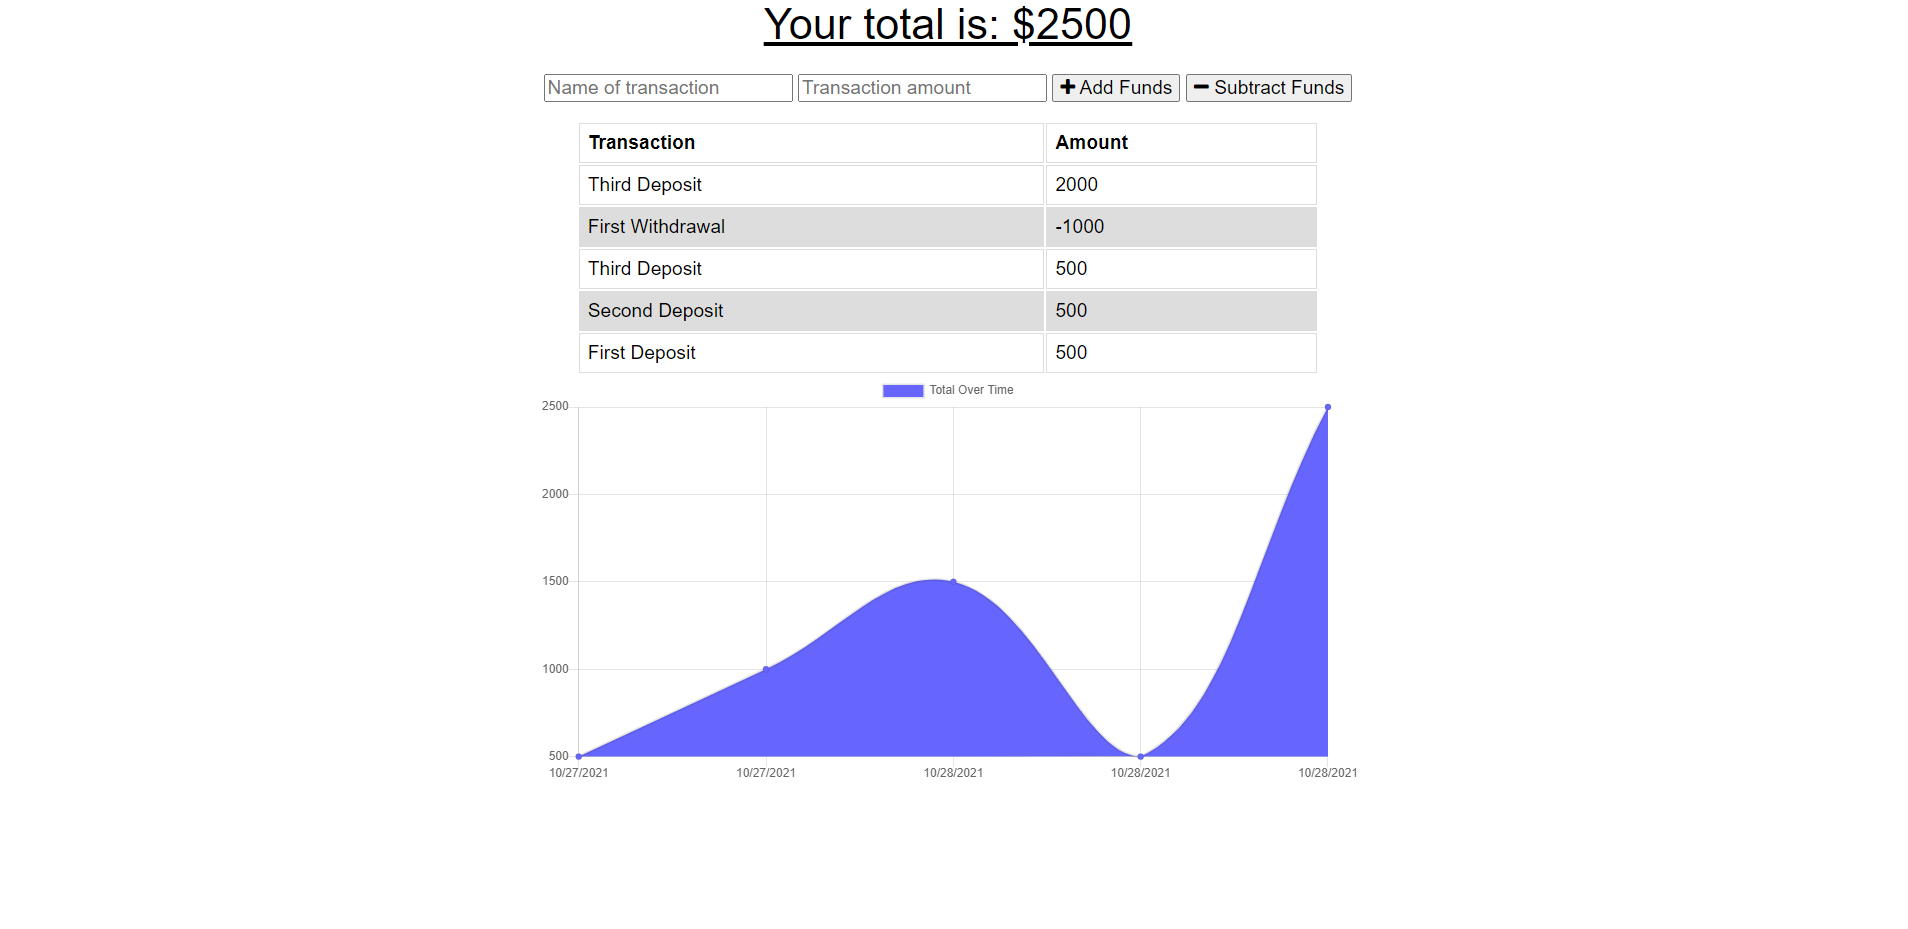 Your total is: $2500
Name of transaction Transaction amount Add Funds Subtract Funds
Transaction Amount
Third Deposit 2000
First Withdrawal -1000
Third Deposit 500
Second Deposit 500
First Deposit 500
Total Over Time
2500
2000
1500
1000
500
10/27/2021 10/27/2021 10/28/2021 10/28/2021 10/28/2021